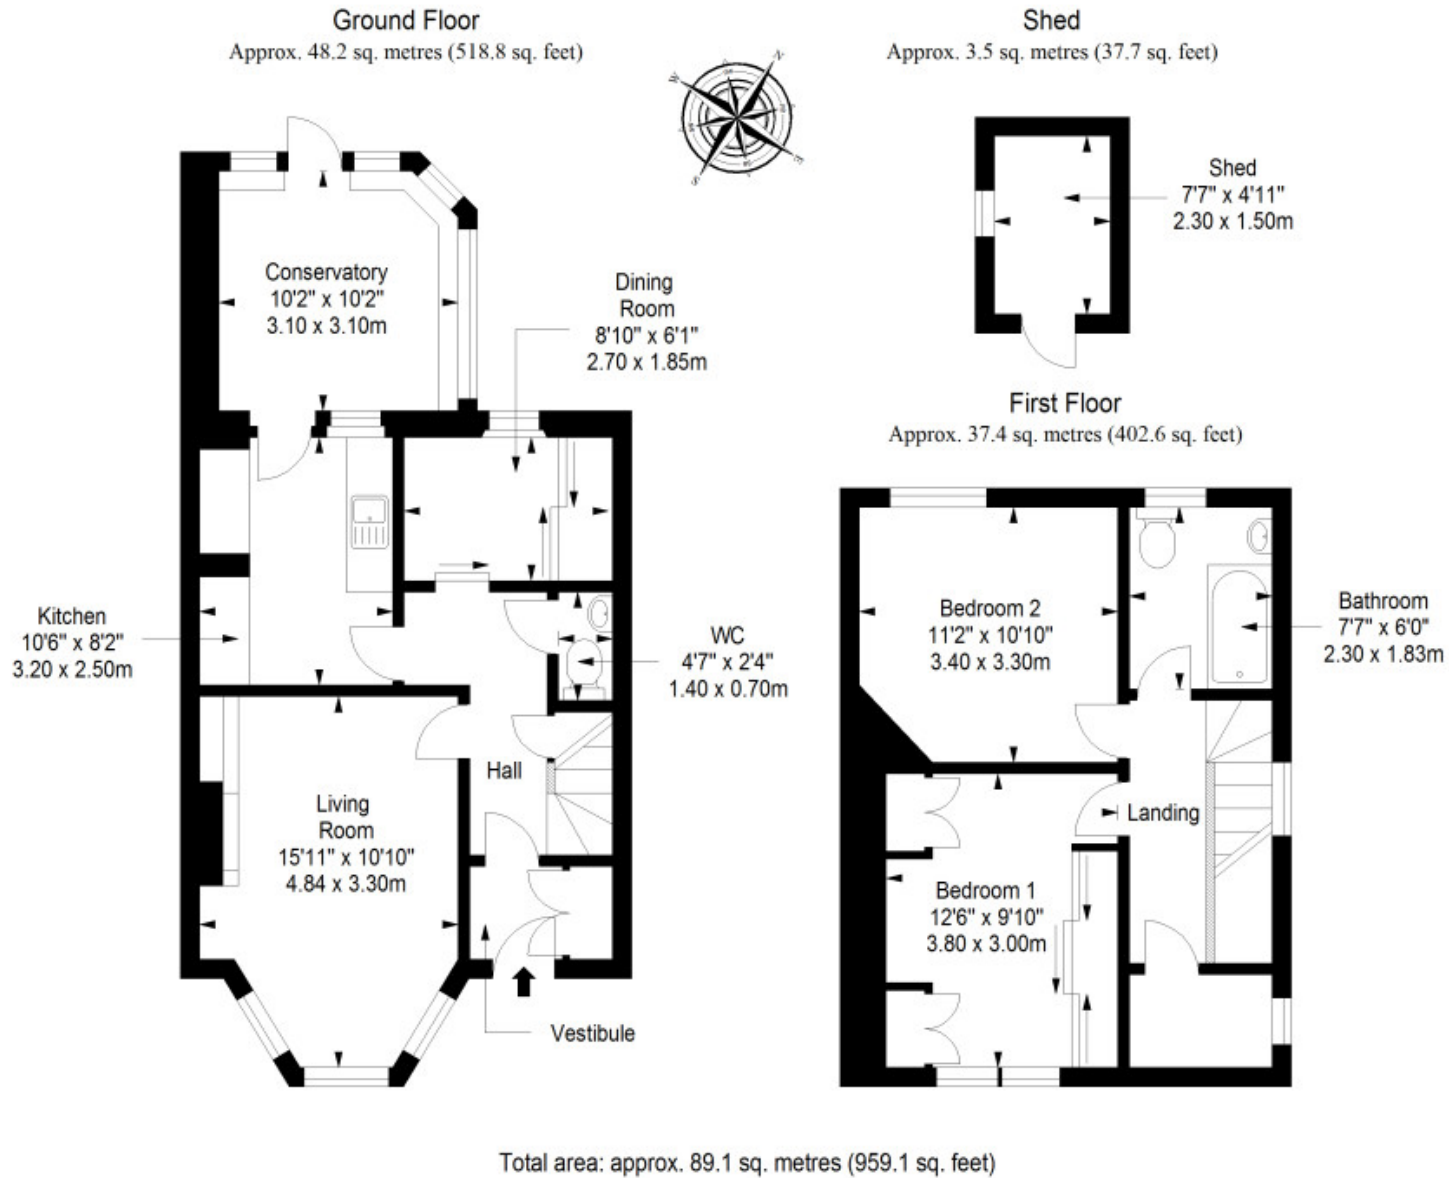 Ground Floor
Approx. 48.2 sq. metres (518.8 sq. feet)
Shed
Approx. 3.5 sq. metres (37.7 sq. feet)
N
W
E
S
Shed
7'7" x 4'11"
2.30 x 1.50m
Conservatory
10'2" x 10'2"
3.10 x 3.10m
Dining
Room
8'10" x 6'1"
2.70 x 1.85m
First Floor
Approx. 37.4 sq. metres (402.6 sq. feet)
Kitchen
10'6" x 8'2"
3.20 x 2.50m
WC
4'7" x 2'4"
1.40 x 0.70m
Bedroom 2
11'2" x 10'10"
3.40 x 3.30m
Bathroom
7'7" x 6'0"
2.30 x 1.83m
Hall
Living
Room
15'11" x 10'10"
4.84 x 3.30m
Landing
Bedroom 1
12'6" x 9'10"
3.80 x 3.00m
Vestibule
Total area: approx. 89.1 sq. metres (959.1 sq. feet)